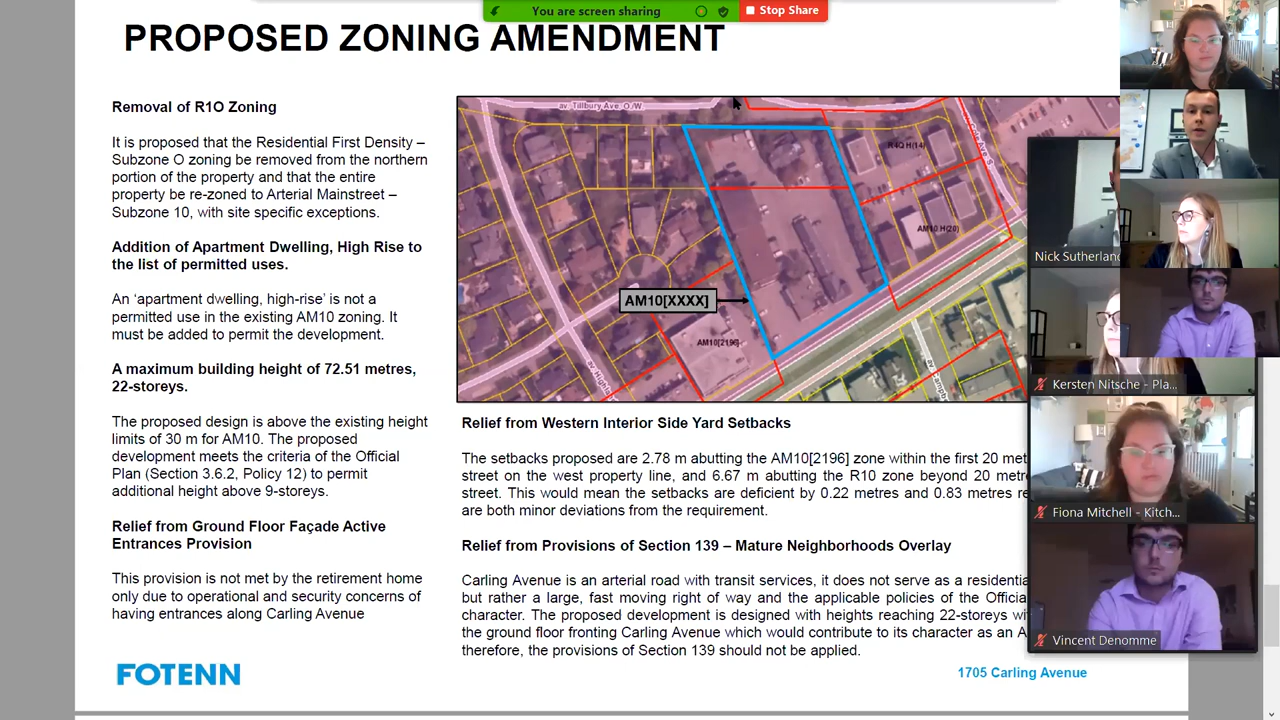 You are screen sharing
Stop Share
PROPOSED ZONING AMENDMENT
Removal of R1O Zoning
It is proposed that the Residential First Density –
Subzone O zoning be removed from the northern
portion of the property and that the entire
property be re-zoned to Arterial Mainstreet –
Subzone 10, with site specific exceptions.
Addition of Apartment Dwelling, High Rise to
the list of permitted uses.
An ‘apartment dwelling, high-rise’ is not a
permitted use in the existing AM10 zoning. It
must be added to permit the development.
A maximum building height of 72.51 metres,
22-storeys.
The proposed design is above the existing height
limits of 30 m for AM10. The proposed
development meets the criteria of the Official
Plan (Section 3.6.2, Policy 12) to permit
additional height above 9-storeys.
Relief from Ground Floor Façade Active
Entrances Provision
This provision is not met by the retirement home
only due to operational and security concerns of
having entrances along Carling Avenue
FOTENN
av. Tillbury Ave. O./W.
R4Q H(14)
AM10 H(20)
AM10[XXXX]
AM10[2196]
Relief from Western Interior Side Yard Setbacks
The setbacks proposed are 2.78 m abutting the AM10[2196] zone within the first 20 met
street on the west property line, and 6.67 m abutting the R10 zone beyond 20 metre
street. This would mean the setbacks are deficient by 0.22 metres and 0.83 metres re
are both minor deviations from the requirement.
Relief from Provisions of Section 139 – Mature Neighborhoods Overlay
Carling Avenue is an arterial road with transit services, it does not serve as a residentia
but rather a large, fast moving right of way and the applicable policies of the Officia
character. The proposed development is designed with heights reaching 22-storeys wi
the ground floor fronting Carling Avenue which would contribute to its character as an A
therefore, the provisions of Section 139 should not be applied.
1705 Carling Avenue
Nick Sutherland
Kersten Nitsche - Pla...
Fiona Mitchell - Kitch...
Vincent Denomme